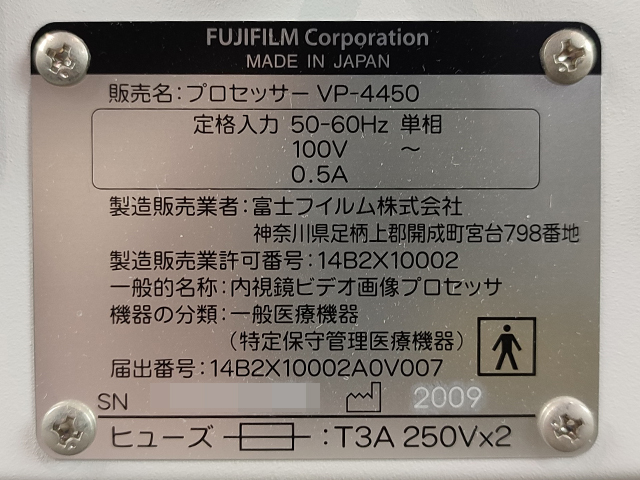 FUJIFILM Corporation
MADE IN JAPAN
販売名：プロセッサー VP-4450
定格入力 50-60Hz 単相
100V ～
0.5A
製造販売業者：富士フイルム株式会社
神奈川県足柄上郡開成町宮台798番地
製造販売業許可番号：14B2X10002
一般的名称：内視鏡ビデオ画像プロセッサ
機器の分類：一般医療機器
（特定保守管理医療機器）
届出番号：14B2X10002A0V007
SN 2009
ヒューズ ：T3A 250Vx2